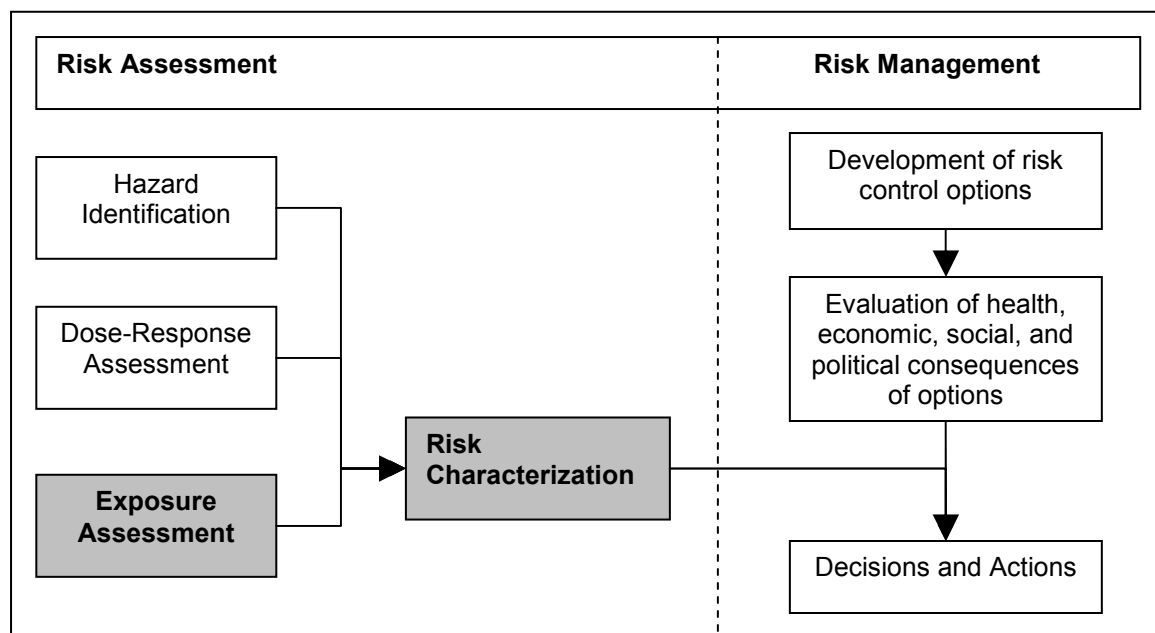 Risk Assessment
Risk Management
Hazard
Identification
Dose-Response
Assessment
Exposure
Assessment
Risk
Characterization
Development of risk
control options
Evaluation of health,
economic, social, and
political consequences
of options
Decisions and Actions